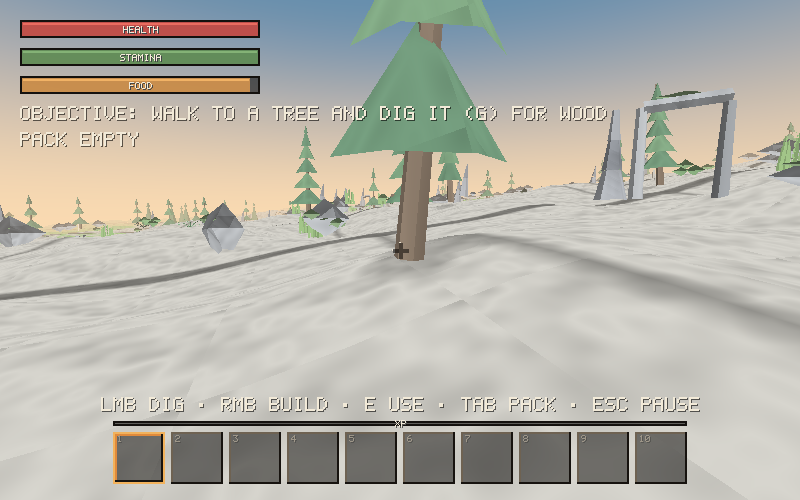 HEALTH
STAMINA
FOOD
OBJECTIVE: WALK TO A TREE AND DIG IT (G) FOR WOOD
PACK EMPTY
LMB DIG · RMB BUILD · E USE · TAB PACK · ESC PAUSE
XP
1 2 3 4 5 6 7 8 9 10